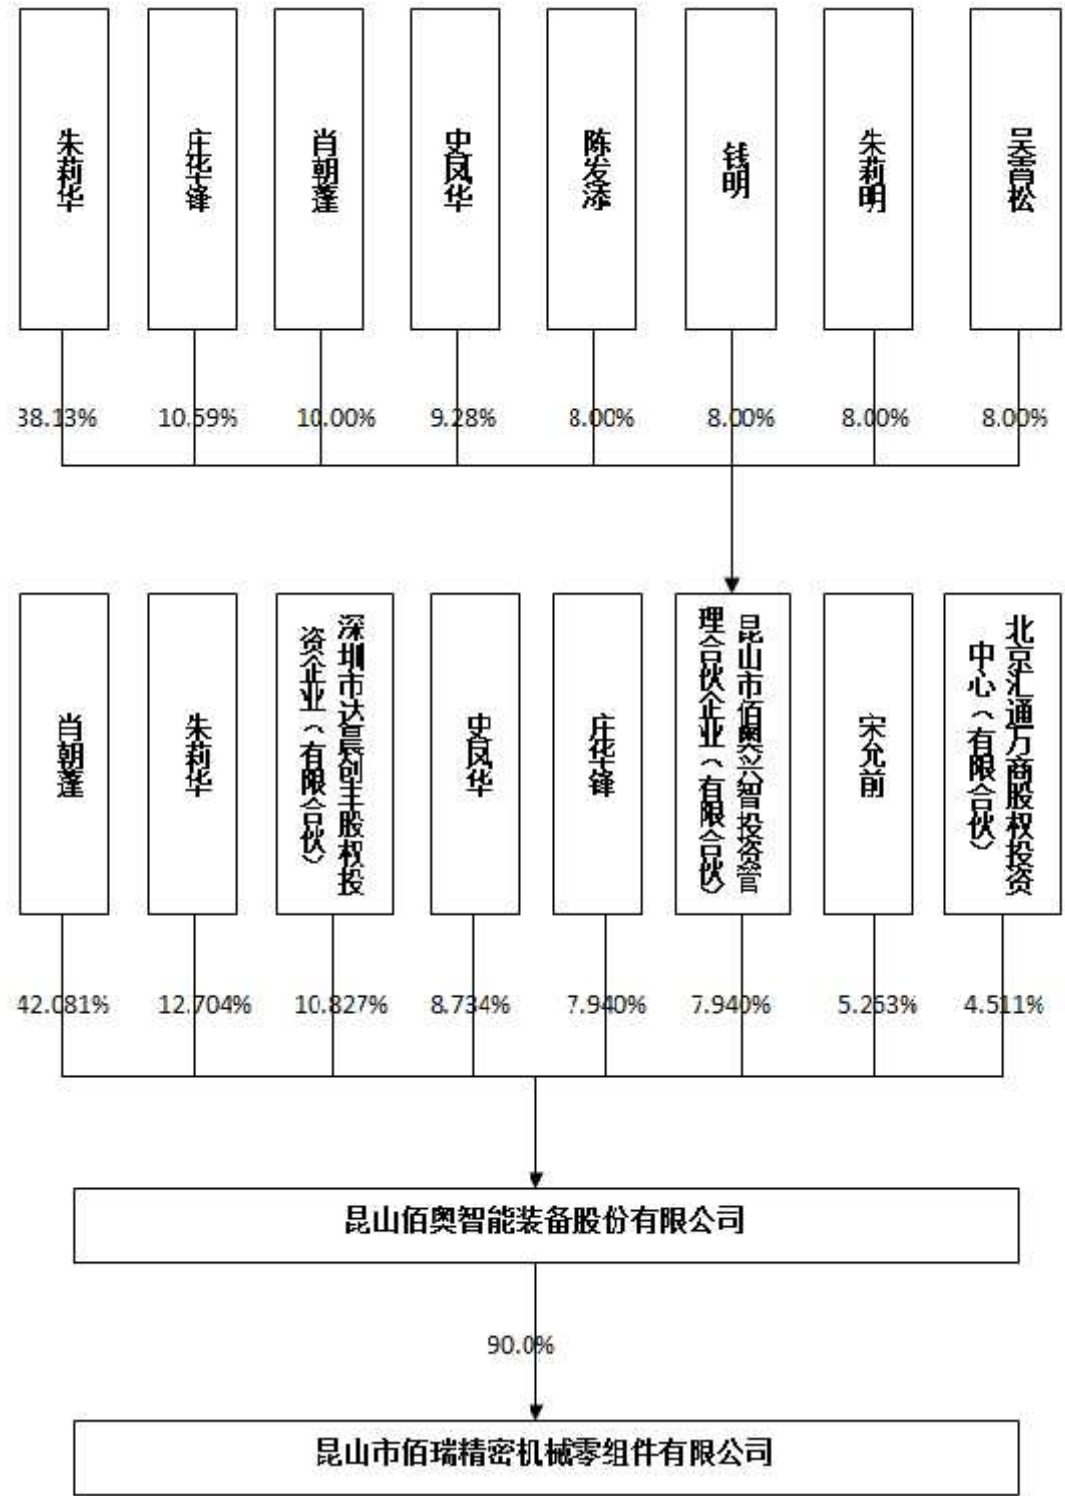 朱莉华
庄华锋
肖朝蓬
史凤华
陈发添
钱明
朱莉明
吴霄松
38.13%
10.59%
10.00%
9.28%
8.00%
8.00%
8.00%
8.00%
肖朝蓬
朱莉华
深圳市达晨创丰股权投
资企业（有限合伙）
史凤华
庄华锋
昆山市佰奥兴智投资管
理合伙企业（有限合伙）
宋允前
北京汇通万商股权投资
中心（有限合伙）
42.081%
12.704%
10.827%
8.734%
7.940%
7.940%
5.263%
4.511%
昆山佰奥智能装备股份有限公司
90.0%
昆山市佰瑞精密机械零组件有限公司